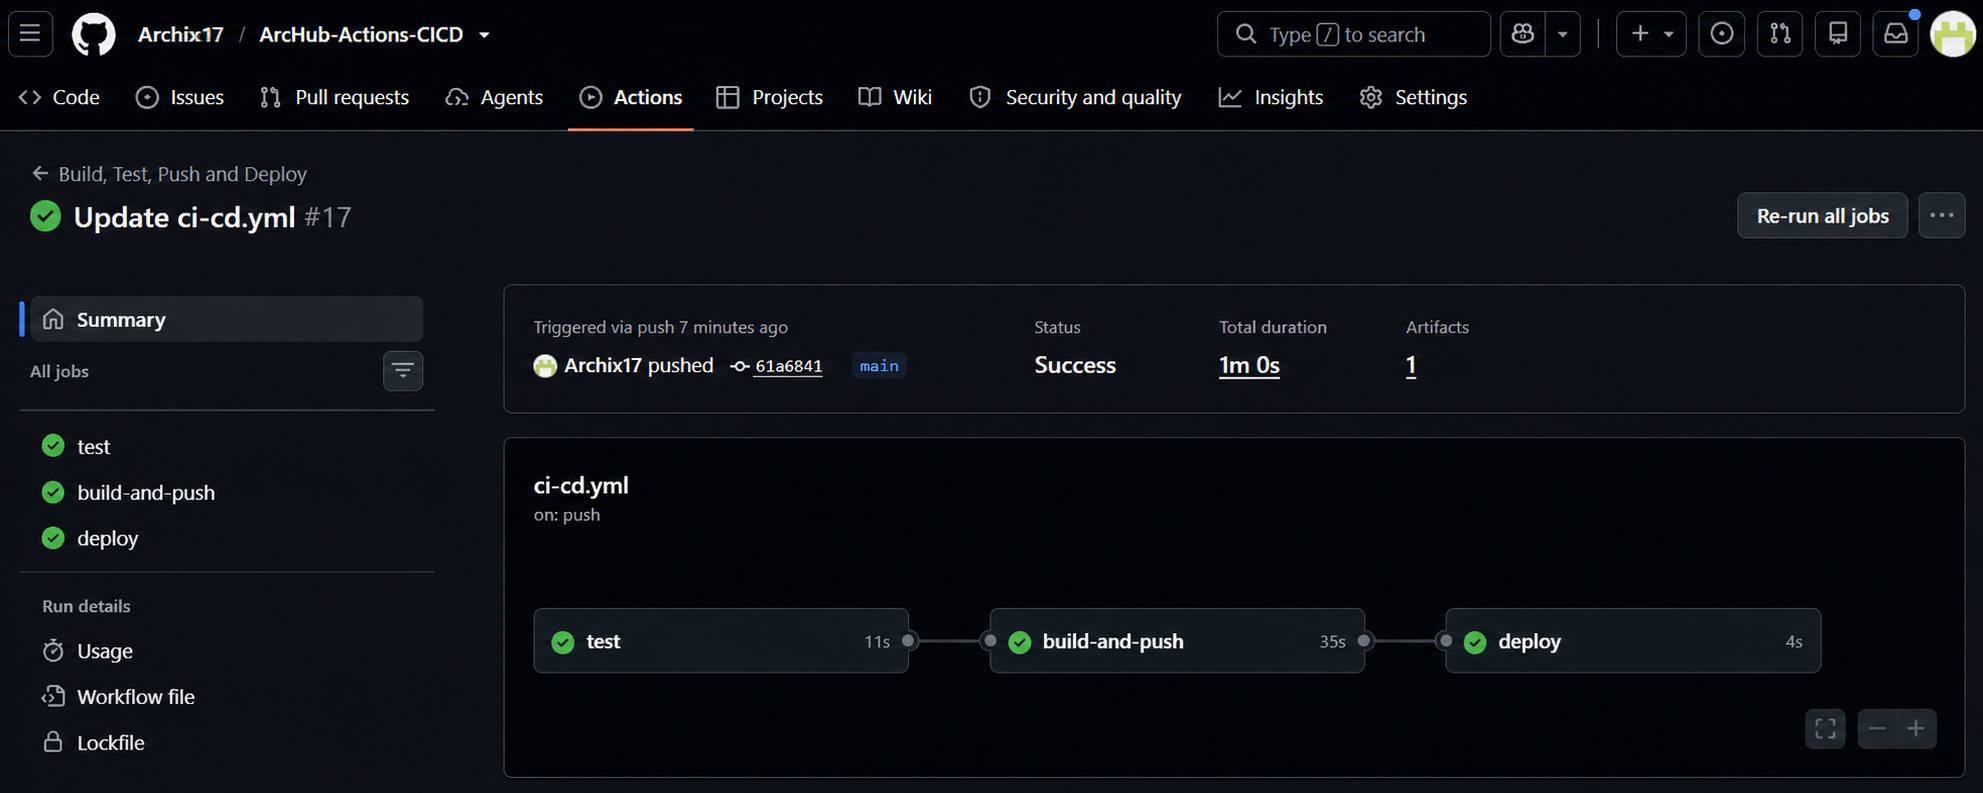 Archix17 / ArcHub-Actions-CICD
Type / to search
Code Issues Pull requests Agents Actions Projects Wiki Security and quality Insights Settings
Build, Test, Push and Deploy
Update ci-cd.yml #17
Re-run all jobs
Summary
All jobs
test
build-and-push
deploy
Run details
Usage
Workflow file
Lockfile
Triggered via push 7 minutes ago
Archix17 pushed 61a6841 main
Status
Success
Total duration
1m 0s
Artifacts
1
ci-cd.yml
on: push
test 11s
build-and-push 35s
deploy 4s